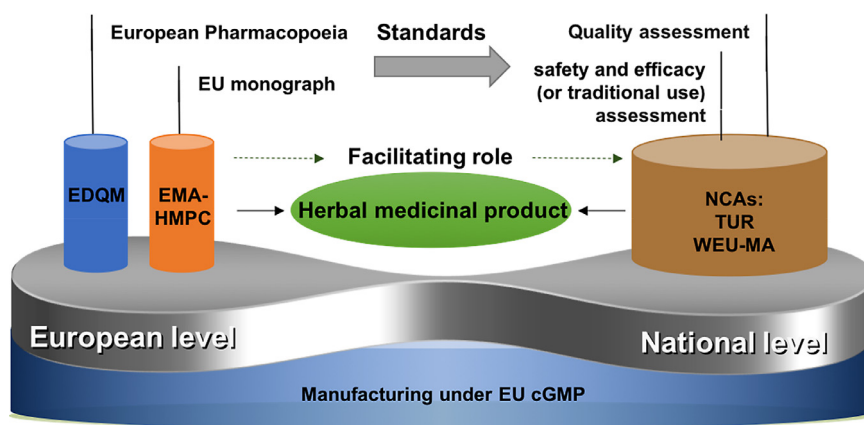 European Pharmacopoeia
Standards
Quality assessment
EU monograph
safety and efficacy
(or traditional use)
assessment
Facilitating role
EDQM
EMA-
HMPC
Herbal medicinal product
NCAs:
TUR
WEU-MA
European level
National level
Manufacturing under EU cGMP